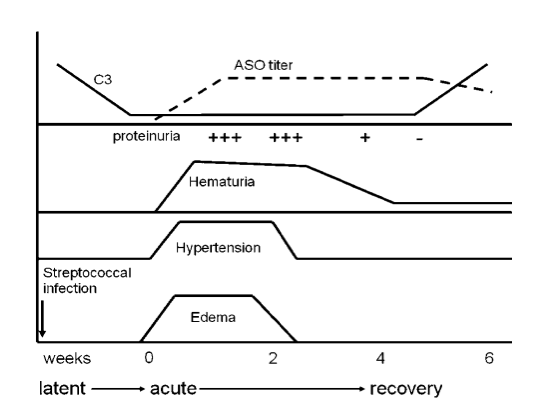 ASO titer
C3
proteinuria +++ +++ + -
Hematuria
Hypertension
Streptococcal
infection
Edema
weeks 0 2 4 6
latent acute recovery